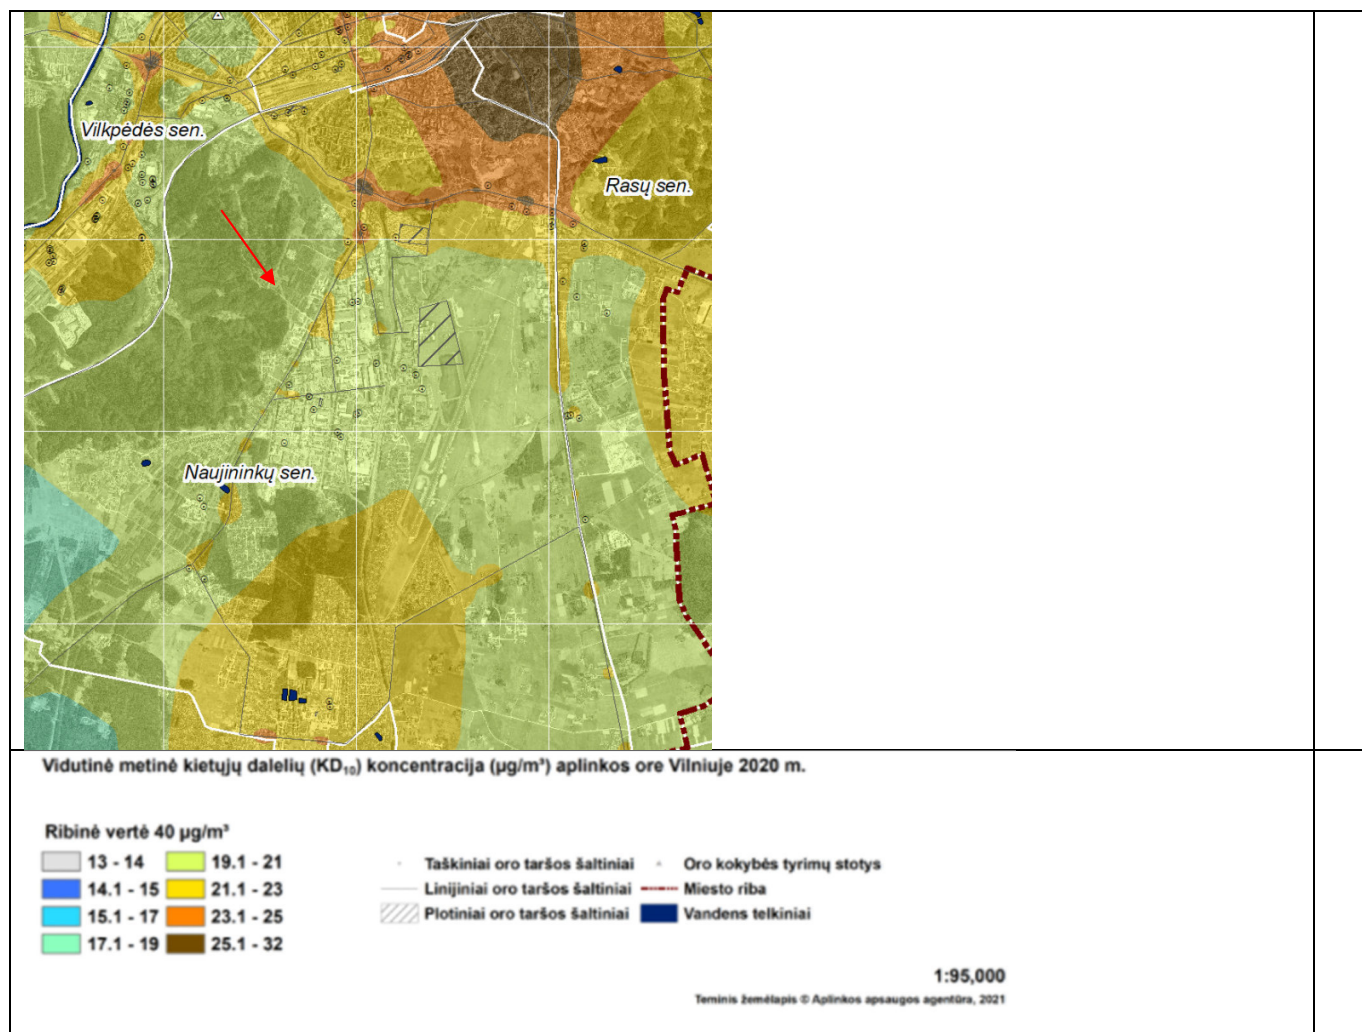 Vilkpėdės sen.
Rasų sen.
Naujininkų sen.
Vidutinė metinė kietųjų dalelių (KD₁₀) koncentracija (µg/m³) aplinkos ore Vilniuje 2020 m.
Ribinė vertė 40 µg/m³
13 - 14
19.1 - 21
14.1 - 15
21.1 - 23
15.1 - 17
23.1 - 25
17.1 - 19
25.1 - 32
Taškiniai oro taršos šaltiniai
Oro kokybės tyrimų stotys
Linijiniai oro taršos šaltiniai
Miesto riba
Plotiniai oro taršos šaltiniai
Vandens telkiniai
1:95,000
Teminis žemėlapis © Aplinkos apsaugos agentūra, 2021